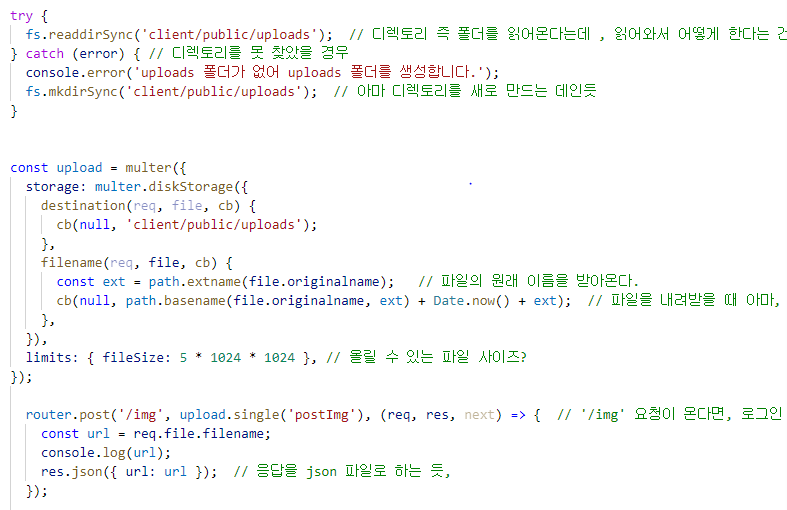 try {
fs.readdirSync('client/public/uploads'); // 디렉토리 즉 폴더를 읽어온다는데 , 읽어와서 어떻게 한다는
} catch (error) { // 디렉토리를 못 찾았을 경우
console.error('uploads 폴더가 없어 uploads 폴더를 생성합니다.');
fs.mkdirSync('client/public/uploads'); // 아마 디렉토리를 새로 만드는 데인듯
}
const upload = multer({
storage: multer.diskStorage({
destination(req, file, cb) {
cb(null, 'client/public/uploads');
},
filename(req, file, cb) {
const ext = path.extname(file.originalname); // 파일의 원래 이름을 받아온다.
cb(null, path.basename(file.originalname, ext) + Date.now() + ext); // 파일을 내려받을 때 아마,
},
}),
limits: { fileSize: 5 * 1024 * 1024 }, // 올릴 수 있는 파일 사이즈?
});
router.post('/img', upload.single('postImg'), (req, res, next) => { // '/img' 요청이 온다면, 로그인
const url = req.file.filename;
console.log(url);
res.json({ url: url }); // 응답을 json 파일로 하는 듯,
});